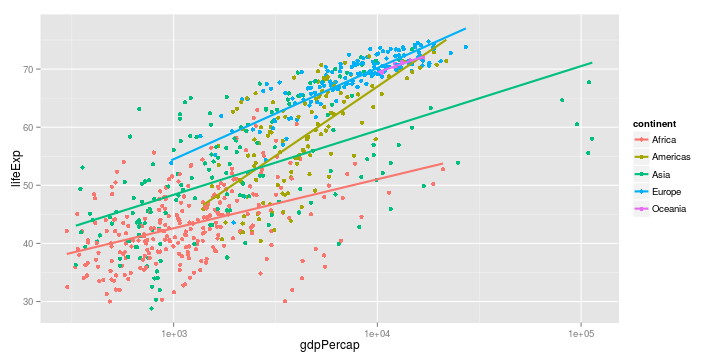 70
60
50
40
30
lifeExp
1e+03
1e+04
1e+05
gdpPercap
continent
Africa
Americas
Asia
Europe
Oceania